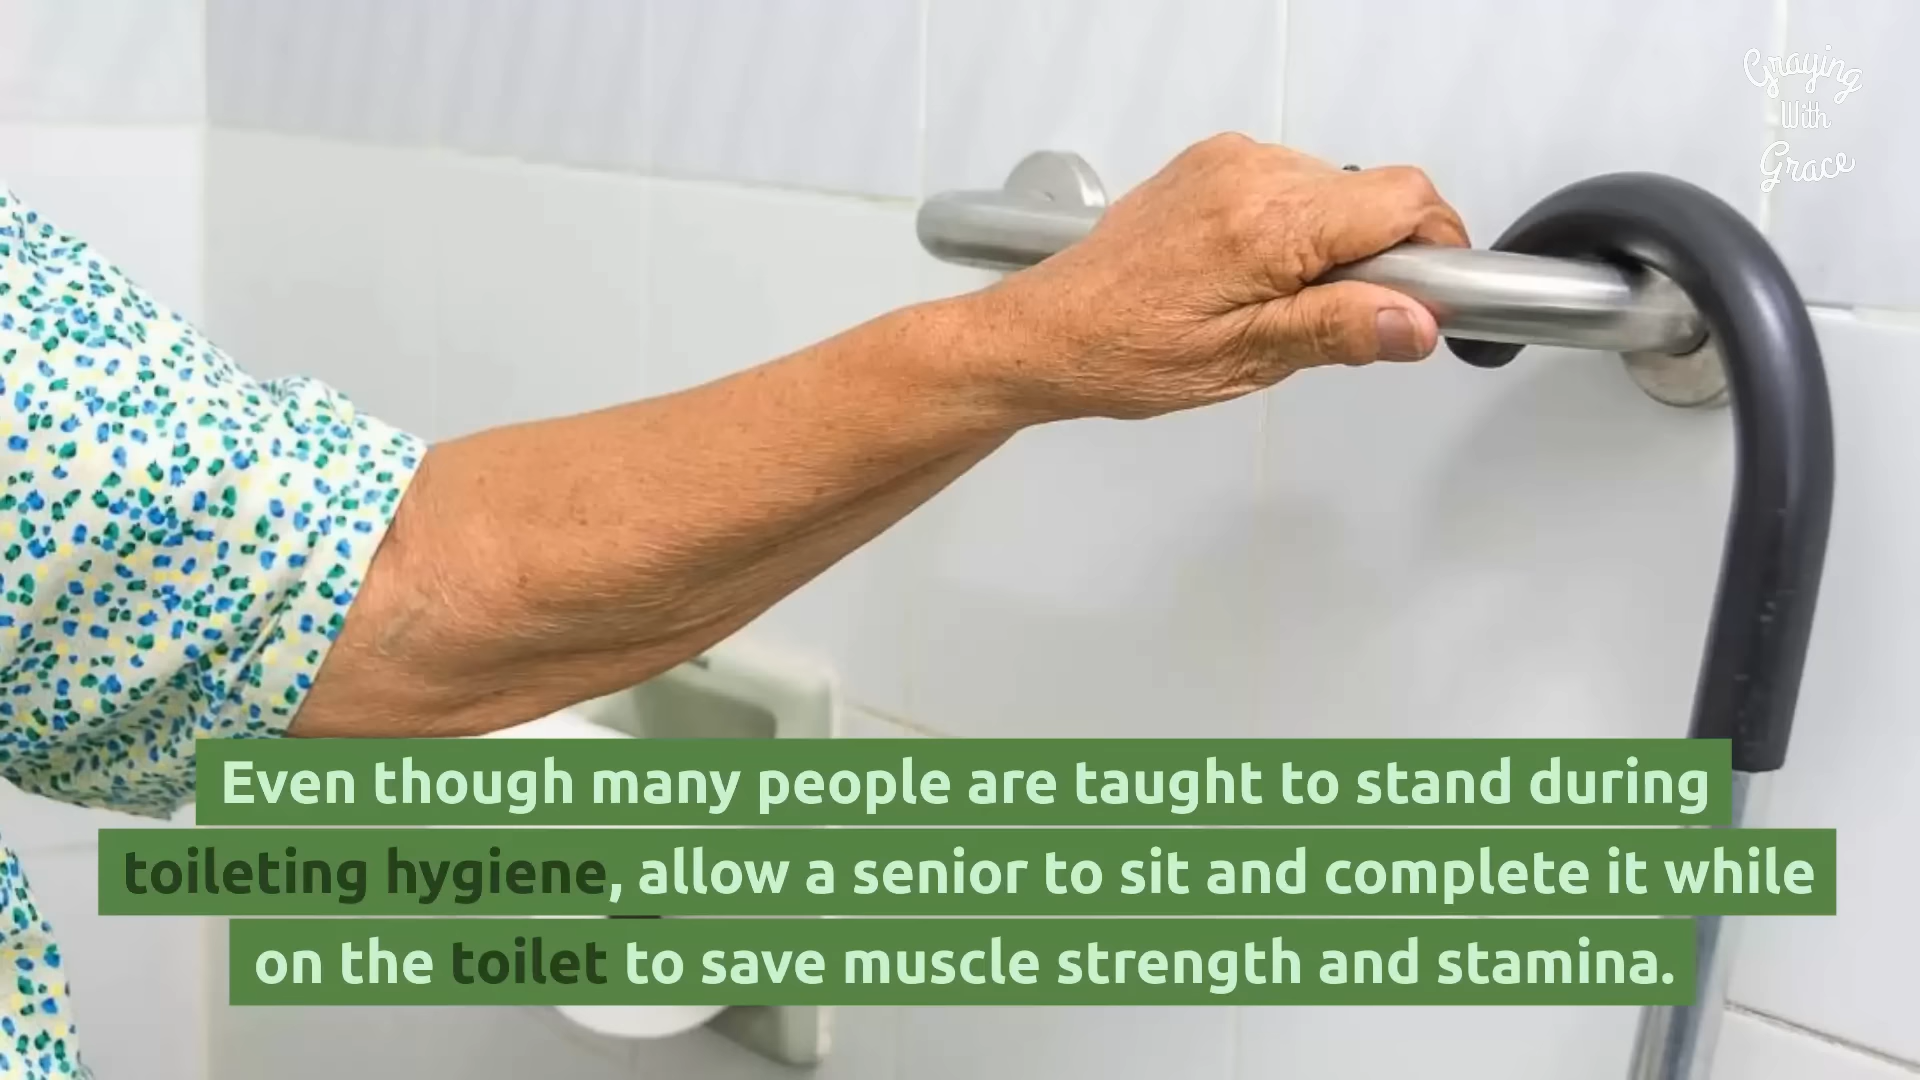 Graying
With
Grace
Even though many people are taught to stand during
toileting hygiene, allow a senior to sit and complete it while
on the toilet to save muscle strength and stamina.